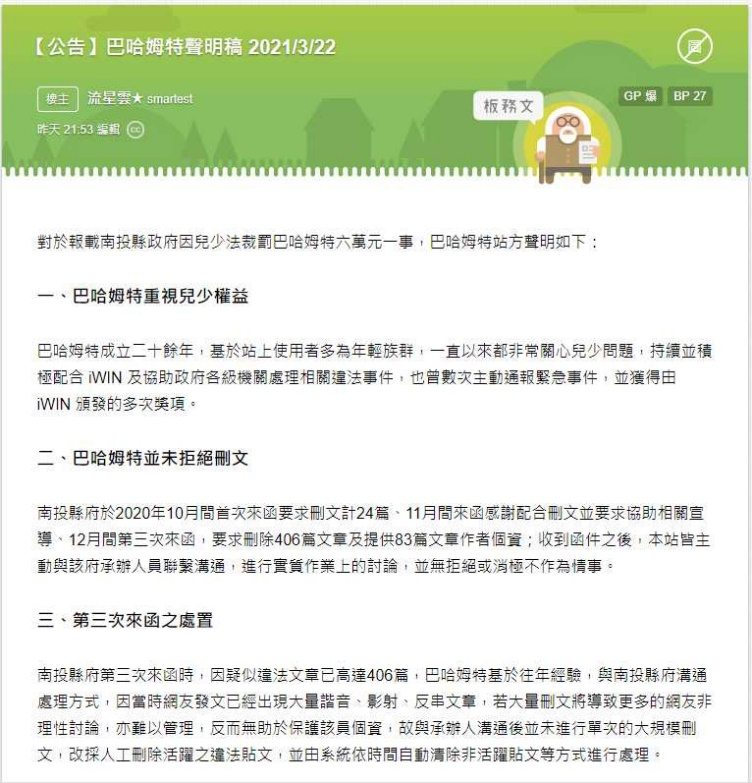 【公告】巴哈姆特聲明稿 2021/3/22
樓主 流星雲★ smartest
GP 爆 BP 27
板務文
昨天 21:53 編輯
對於報載南投縣政府因兒少法裁罰巴哈姆特六萬元一事，巴哈姆特站方聲明如下：
一、巴哈姆特重視兒少權益
巴哈姆特成立二十餘年，基於站上使用者多為年輕族群，一直以來都非常關心兒少問題，持續並積
極配合 iWIN 及協助政府各級機關處理相關違法事件，也曾數次主動通報緊急事件，並獲得由
iWIN 頒發的多次獎項。
二、巴哈姆特並未拒絕刪文
南投縣府於2020年10月間首次來函要求刪文計24篇、11月間來函感謝配合刪文並要求協助相關宣
導、12月間第三次來函，要求刪除406篇文章及提供83篇文章作者個資；收到函件之後，本站皆主
動與該府承辦人員聯繫溝通，進行實質作業上的討論，並無拒絕或消極不作為情事。
三、第三次來函之處置
南投縣府第三次來函時，因疑似違法文章已高達406篇，巴哈姆特基於往年經驗，與南投縣府溝通
處理方式，因當時網友發文已經出現大量諧音、影射、反串文章，若大量刪文將導致更多的網友非
理性討論，亦難以管理，反而無助於保護該員個資，故與承辦人溝通後並未進行單次的大規模刪
文，改採人工刪除活躍之違法貼文，並由系統依時間自動清除非活躍貼文等方式進行處理。